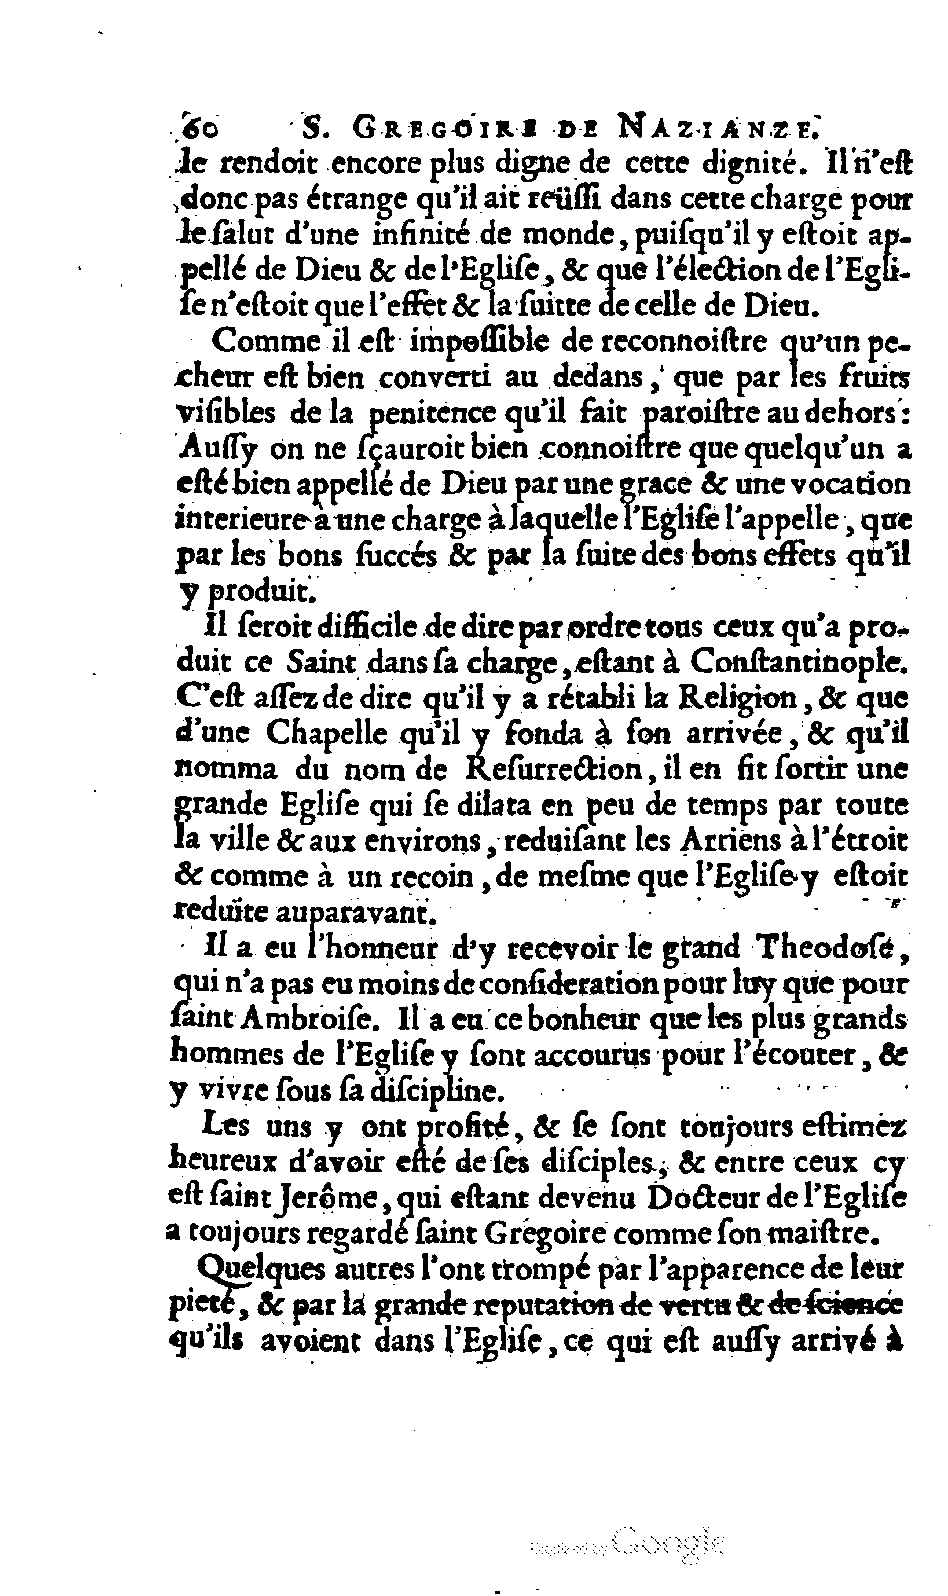 60 S. GREGOIRE DE NAZIANZE.
le rendoit encore plus digne de cette dignité. Il n'eſt
donc pas étrange qu'il ait reüſſi dans cette charge pour
le ſalut d'une infinité de monde, puiſqu'il y eſtoit ap-
pellé de Dieu & de l'Egliſe, & que l'élection de l'Egli-
ſe n'eſtoit que l'effet & la ſuitte de celle de Dieu.
Comme il eſt impoſſible de reconnoiſtre qu'un pe-
cheur eſt bien converti au dedans, que par les fruits
viſibles de la penitence qu'il fait paroiſtre au dehors:
Auſſy on ne ſçauroit bien connoiſtre que quelqu'un a
eſté bien appellé de Dieu par une grace & une vocation
interieure à une charge à laquelle l'Egliſe l'appelle, que
par les bons ſuccés & par la ſuite des bons effets qu'il
y produit.
Il ſeroit difficile de dire par ordre tous ceux qu'a pro-
duit ce Saint dans ſa charge, eſtant à Conſtantinople.
C'eſt aſſez de dire qu'il y a rétabli la Religion, & que
d'une Chapelle qu'il y fonda à ſon arrivée, & qu'il
nomma du nom de Reſurrection, il en fit ſortir une
grande Egliſe qui ſe dilata en peu de temps par toute
la ville & aux environs, reduiſant les Arriens à l'étroit
& comme à un recoin, de meſme que l'Egliſe y eſtoit
reduite auparavant.
Il a eu l'honneur d'y recevoir le grand Theodoſe,
qui n'a pas eu moins de conſideration pour luy que pour
ſaint Ambroiſe. Il a eu ce bonheur que les plus grands
hommes de l'Egliſe y ſont accourus pour l'écouter, &
y vivre ſous ſa diſcipline.
Les uns y ont profité, & ſe ſont toujours eſtimez
heureux d'avoir eſté de ſes diſciples, & entre ceux cy
eſt ſaint Jerôme, qui eſtant devenu Docteur de l'Egliſe
a toujours regardé ſaint Grégoire comme ſon maiſtre.
Quelques autres l'ont trompé par l'apparence de leur
pieté, & par la grande reputation de vertu & de ſcience
qu'ils avoient dans l'Egliſe, ce qui eſt auſſy arrivé à
Google